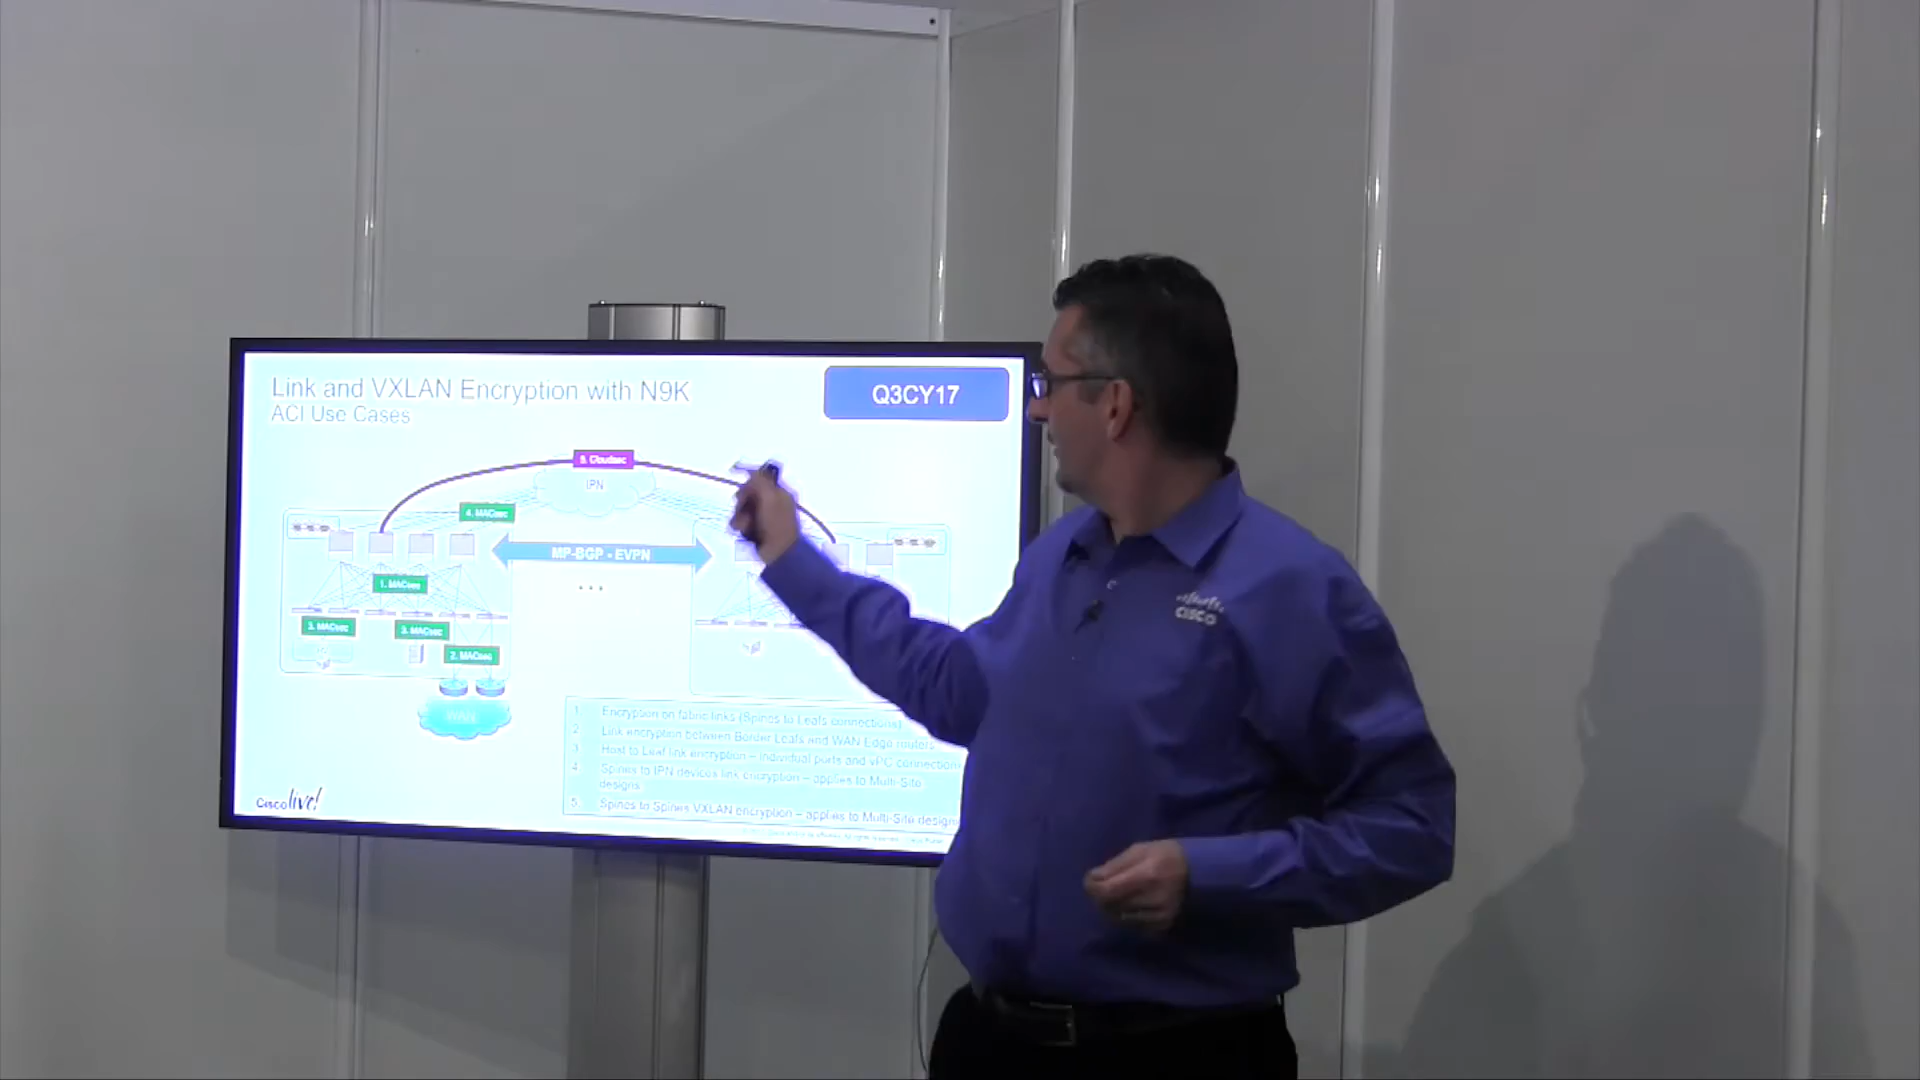 Link and VXLAN Encryption with N9K
ACI Use Cases
Q3CY17
5. Cloudsec
IPN
4. MACsec
MP-BGP - EVPN
...
1. MACsec
3. MACsec
3. MACsec
2. MACsec
WAN
1. Encryption on fabric links (Spines to Leafs connections)
2. Link encryption between Border Leafs and WAN Edge routers
3. Host to Leaf link encryption – individual ports and vPC connection
4. Spines to IPN devices link encryption – applies to Multi-Site
designs
5. Spines to Spines VXLAN encryption – applies to Multi-Site designs
Cisco live!
CISCO